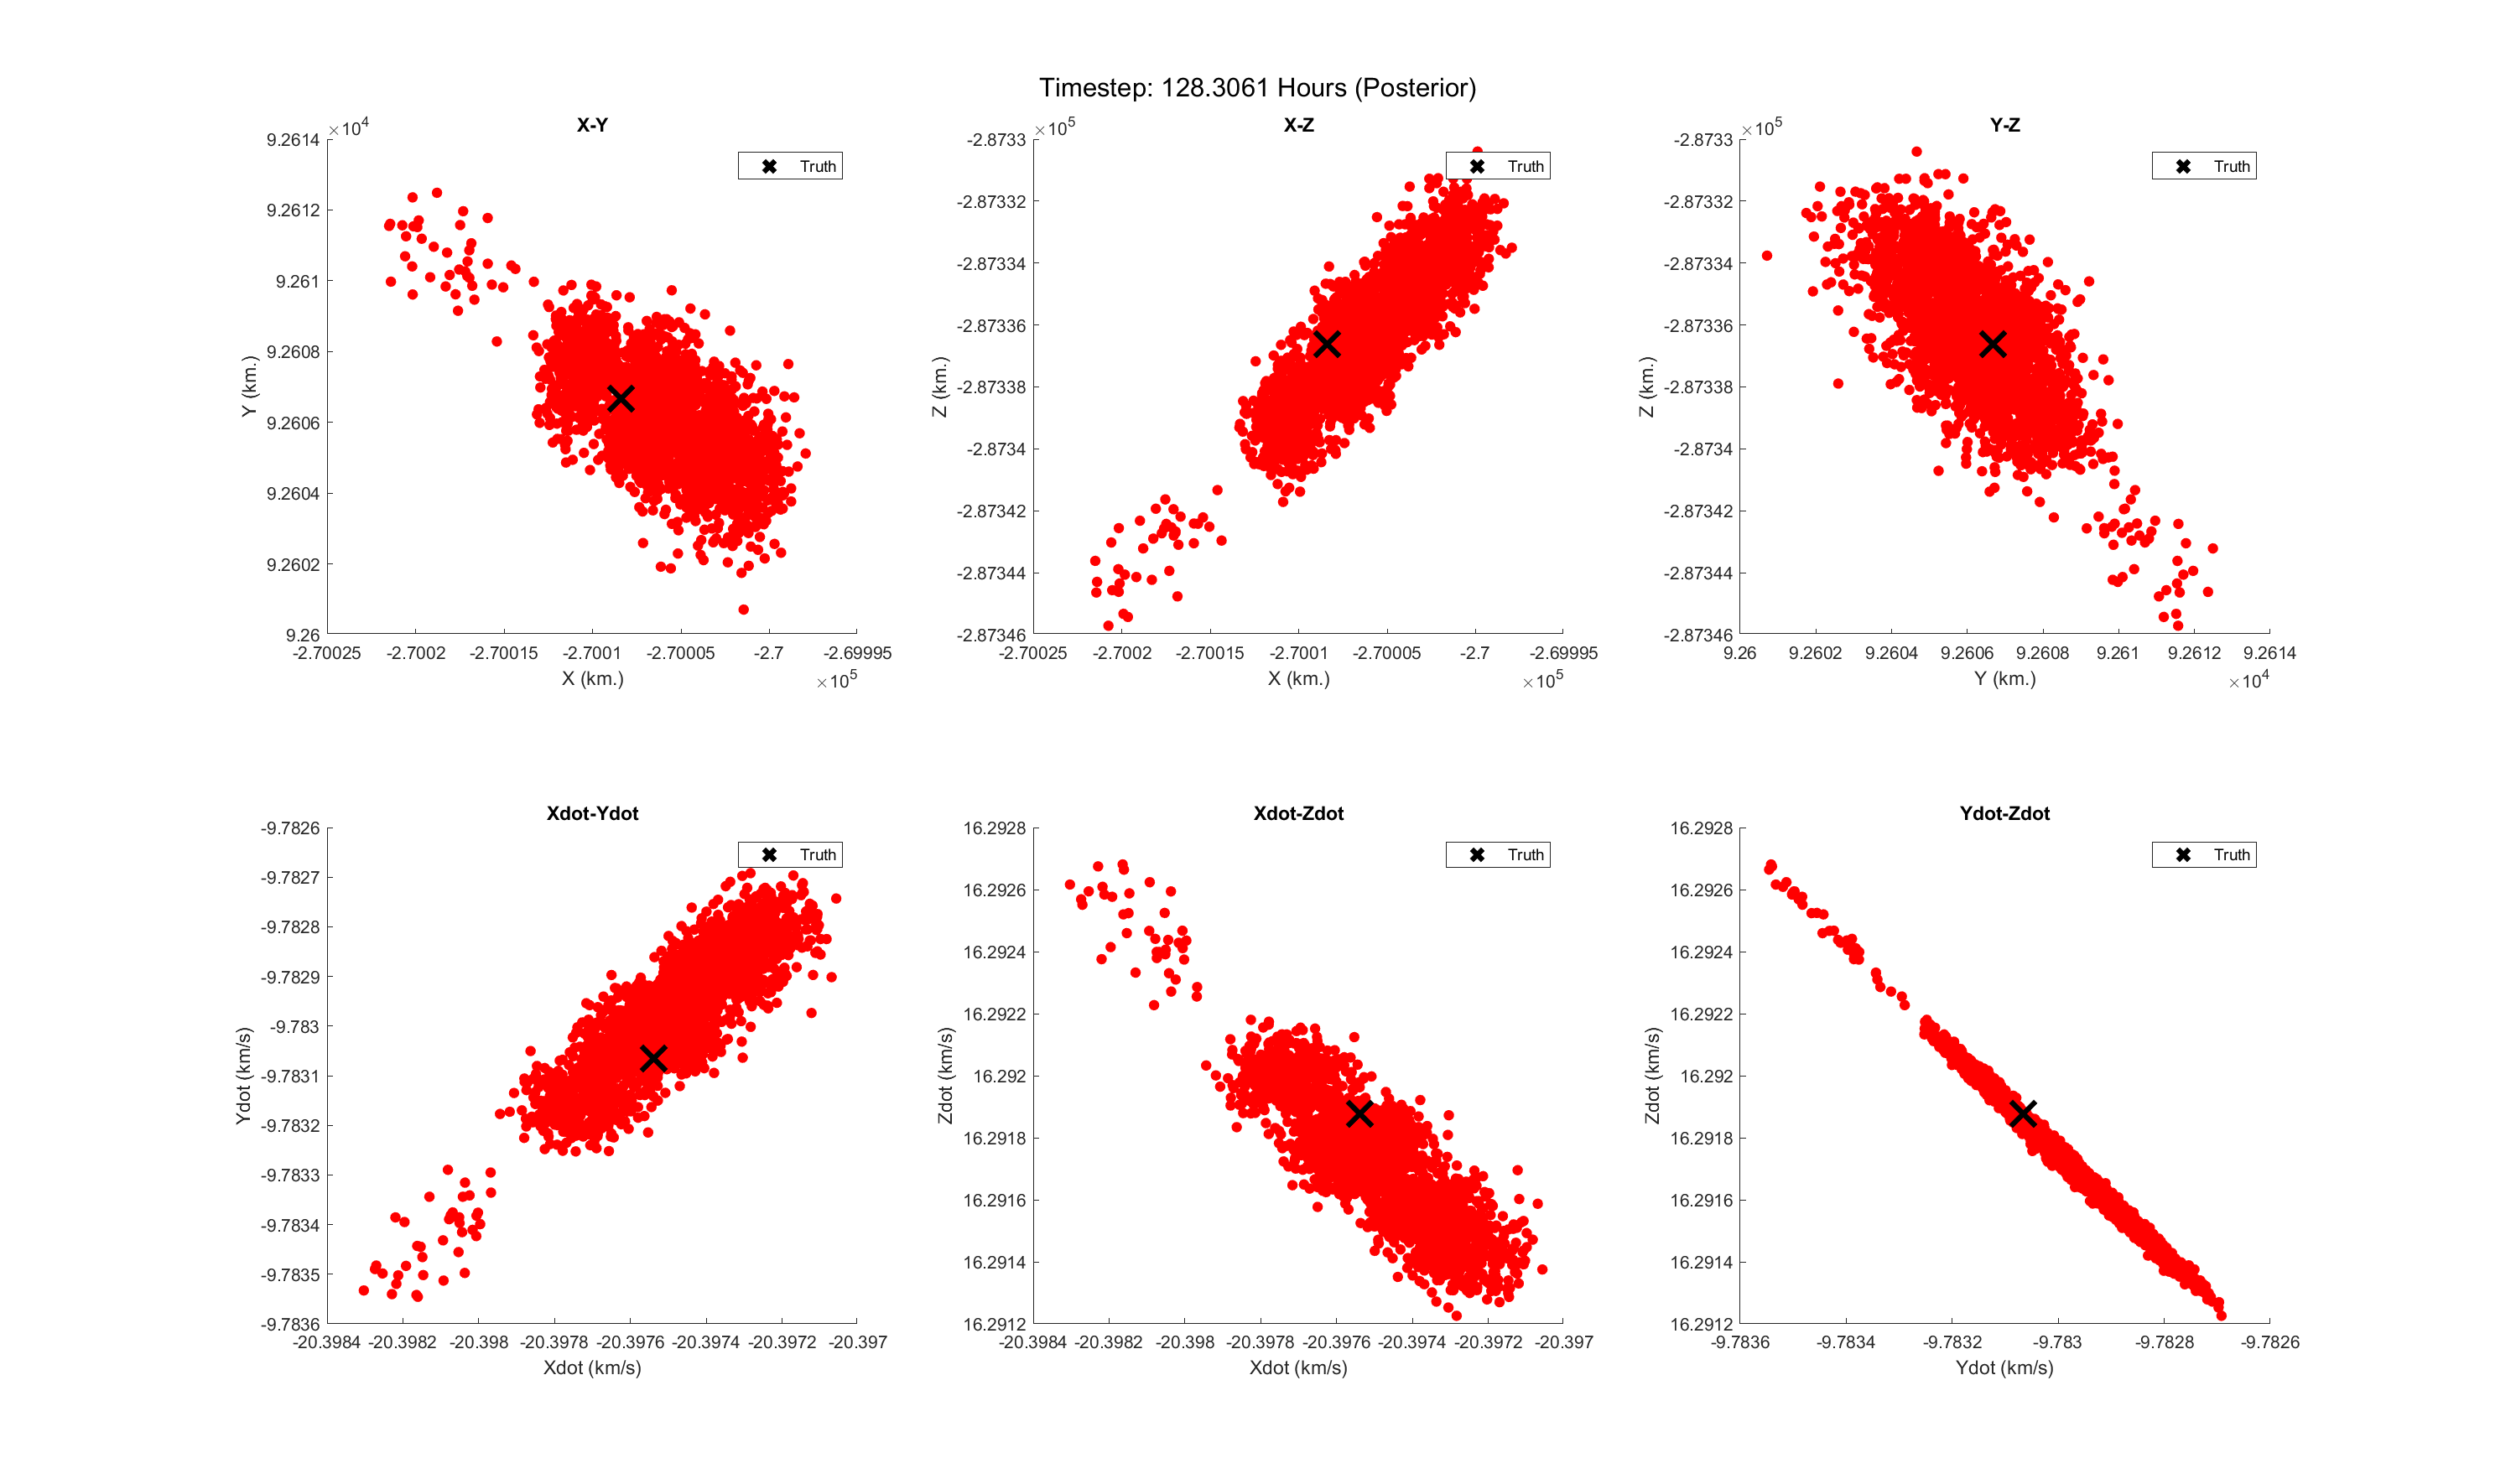 Timestep: 128.3061 Hours (Posterior)
X-Y
×10⁴
Truth
9.2614
9.2612
9.261
9.2608
9.2606
9.2604
9.2602
9.26
Y (km.)
-2.70025 -2.7002 -2.70015 -2.7001 -2.70005 -2.7 -2.69995
X (km.)
×10⁵
X-Z
×10⁵
Truth
-2.8733
-2.87332
-2.87334
-2.87336
-2.87338
-2.8734
-2.87342
-2.87344
-2.87346
Z (km.)
-2.70025 -2.7002 -2.70015 -2.7001 -2.70005 -2.7 -2.69995
X (km.)
×10⁵
Y-Z
×10⁵
Truth
-2.8733
-2.87332
-2.87334
-2.87336
-2.87338
-2.8734
-2.87342
-2.87344
-2.87346
Z (km.)
9.26 9.2602 9.2604 9.2606 9.2608 9.261 9.2612 9.2614
Y (km.)
×10⁴
Xdot-Ydot
Truth
-9.7826
-9.7827
-9.7828
-9.7829
-9.783
-9.7831
-9.7832
-9.7833
-9.7834
-9.7835
-9.7836
Ydot (km/s)
-20.3984 -20.3982 -20.398 -20.3978 -20.3976 -20.3974 -20.3972 -20.397
Xdot (km/s)
Xdot-Zdot
Truth
16.2928
16.2926
16.2924
16.2922
16.292
16.2918
16.2916
16.2914
16.2912
Zdot (km/s)
-20.3984 -20.3982 -20.398 -20.3978 -20.3976 -20.3974 -20.3972 -20.397
Xdot (km/s)
Ydot-Zdot
Truth
16.2928
16.2926
16.2924
16.2922
16.292
16.2918
16.2916
16.2914
16.2912
Zdot (km/s)
-9.7836 -9.7834 -9.7832 -9.783 -9.7828 -9.7826
Ydot (km/s)